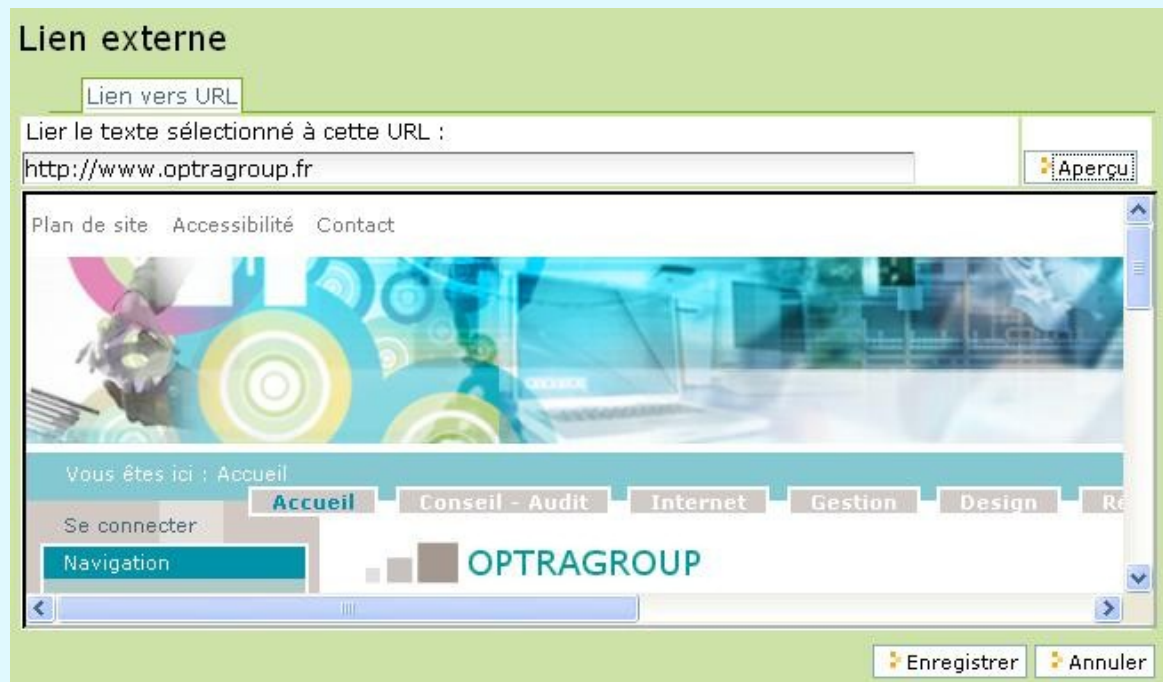 Lien externe
Lien vers URL
Lier le texte sélectionné à cette URL :
http://www.optragroup.fr
Aperçu
Plan de site Accessibilité Contact
Vous êtes ici : Accueil
Accueil Conseil - Audit Internet Gestion Design
Se connecter
Navigation
OPTRAGROUP
Enregistrer Annuler